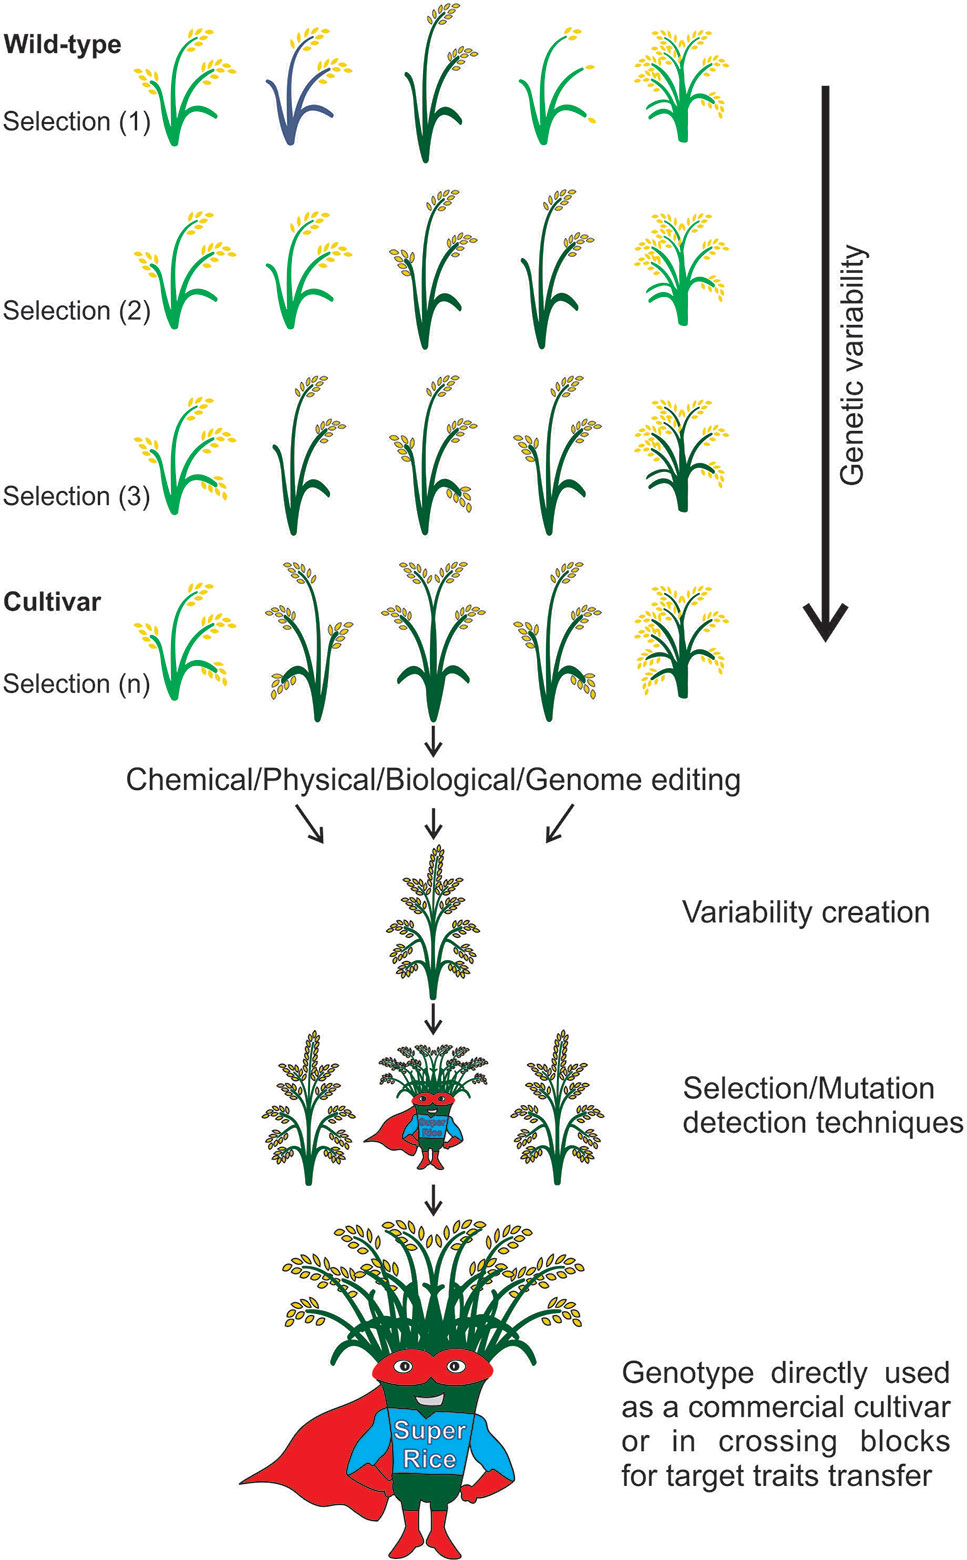 Wild-type
Selection (1)
Selection (2)
Selection (3)
Cultivar
Selection (n)
Genetic variability
Chemical/Physical/Biological/Genome editing
Variability creation
Selection/Mutation
detection techniques
Super
Rice
Super
Rice
Genotype directly used
as a commercial cultivar
or in crossing blocks
for target traits transfer